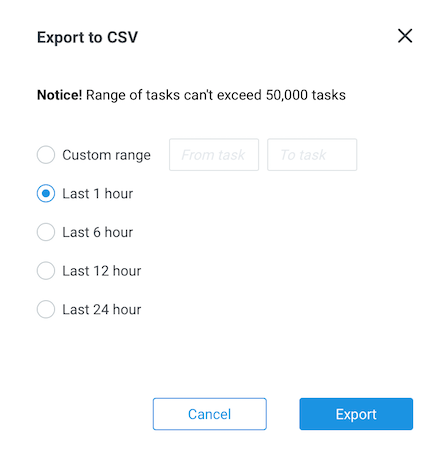 Export to CSV
Notice! Range of tasks can't exceed 50,000 tasks
Custom range From task To task
Last 1 hour
Last 6 hour
Last 12 hour
Last 24 hour
Cancel Export